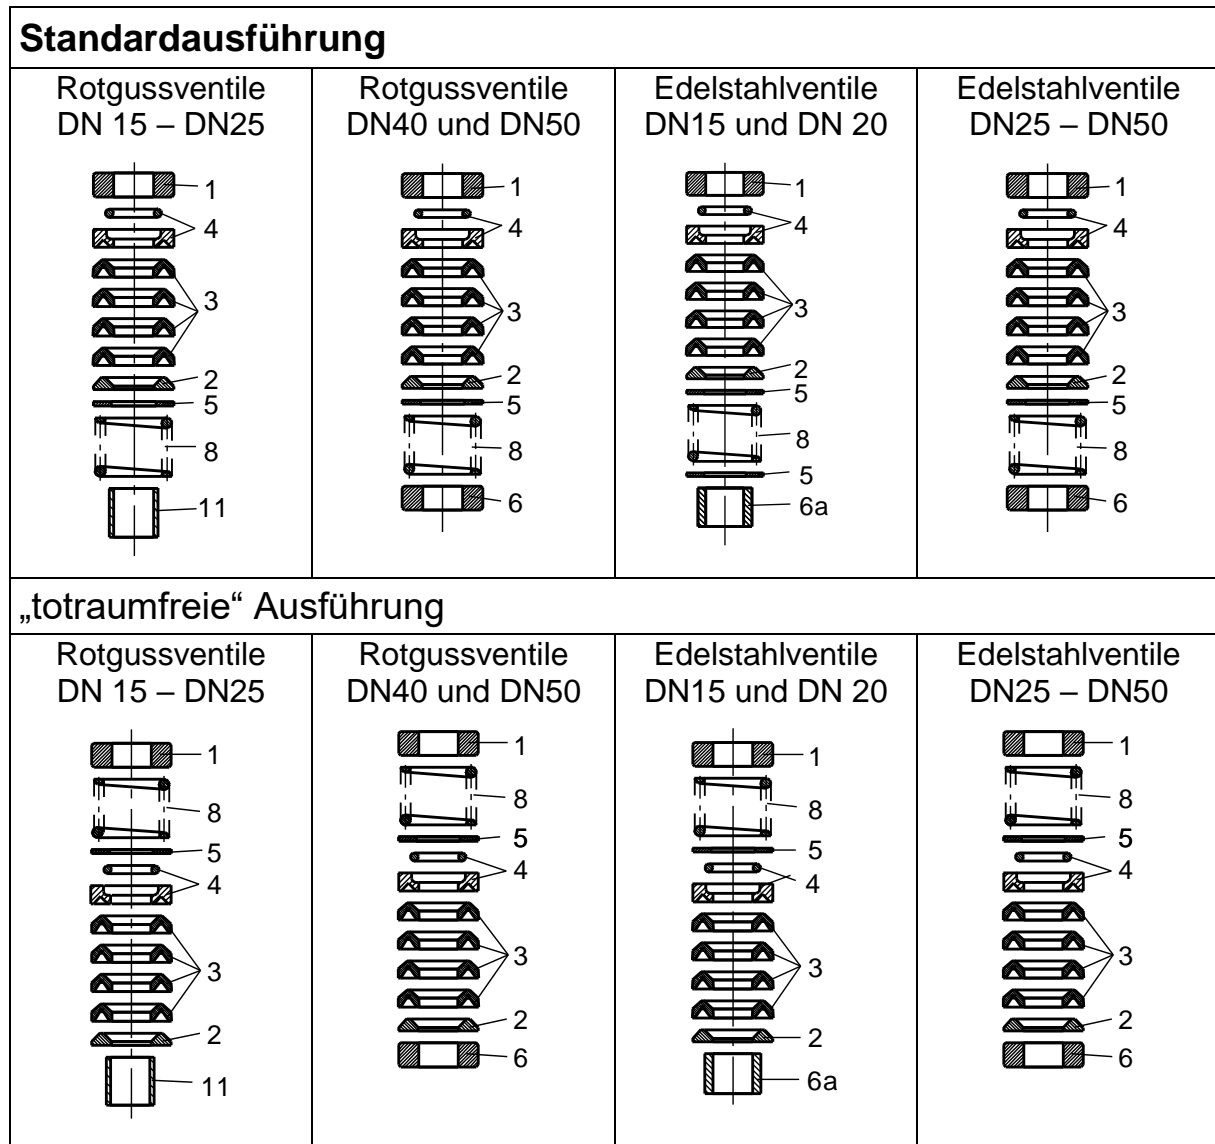 Standardausführung
Rotgussventile
DN 15 – DN25
Rotgussventile
DN40 und DN50
Edelstahlventile
DN15 und DN 20
Edelstahlventile
DN25 – DN50
1
4
3
2
5
8
11
1
4
3
2
5
8
6
1
4
3
2
5
8
5
6a
1
4
3
2
5
8
6
„totraumfreie“ Ausführung
Rotgussventile
DN 15 – DN25
Rotgussventile
DN40 und DN50
Edelstahlventile
DN15 und DN 20
Edelstahlventile
DN25 – DN50
1
8
5
4
3
2
11
1
8
5
4
3
2
6
1
8
5
4
3
2
6a
1
8
5
4
3
2
6